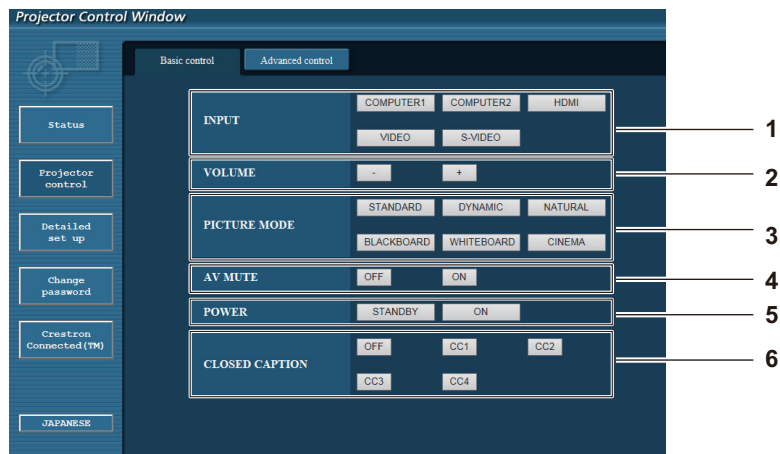 Projector Control Window
Basic control
Advanced control
Status
Projector
control
Detailed
set up
Change
password
Crestron
Connected(TM)
JAPANESE
INPUT
COMPUTER1 COMPUTER2 HDMI
VIDEO S-VIDEO
1
VOLUME - +
2
PICTURE MODE
STANDARD DYNAMIC NATURAL
BLACKBOARD WHITEBOARD CINEMA
3
AV MUTE OFF ON
4
POWER STANDBY ON
5
CLOSED CAPTION
OFF CC1 CC2
CC3 CC4
6